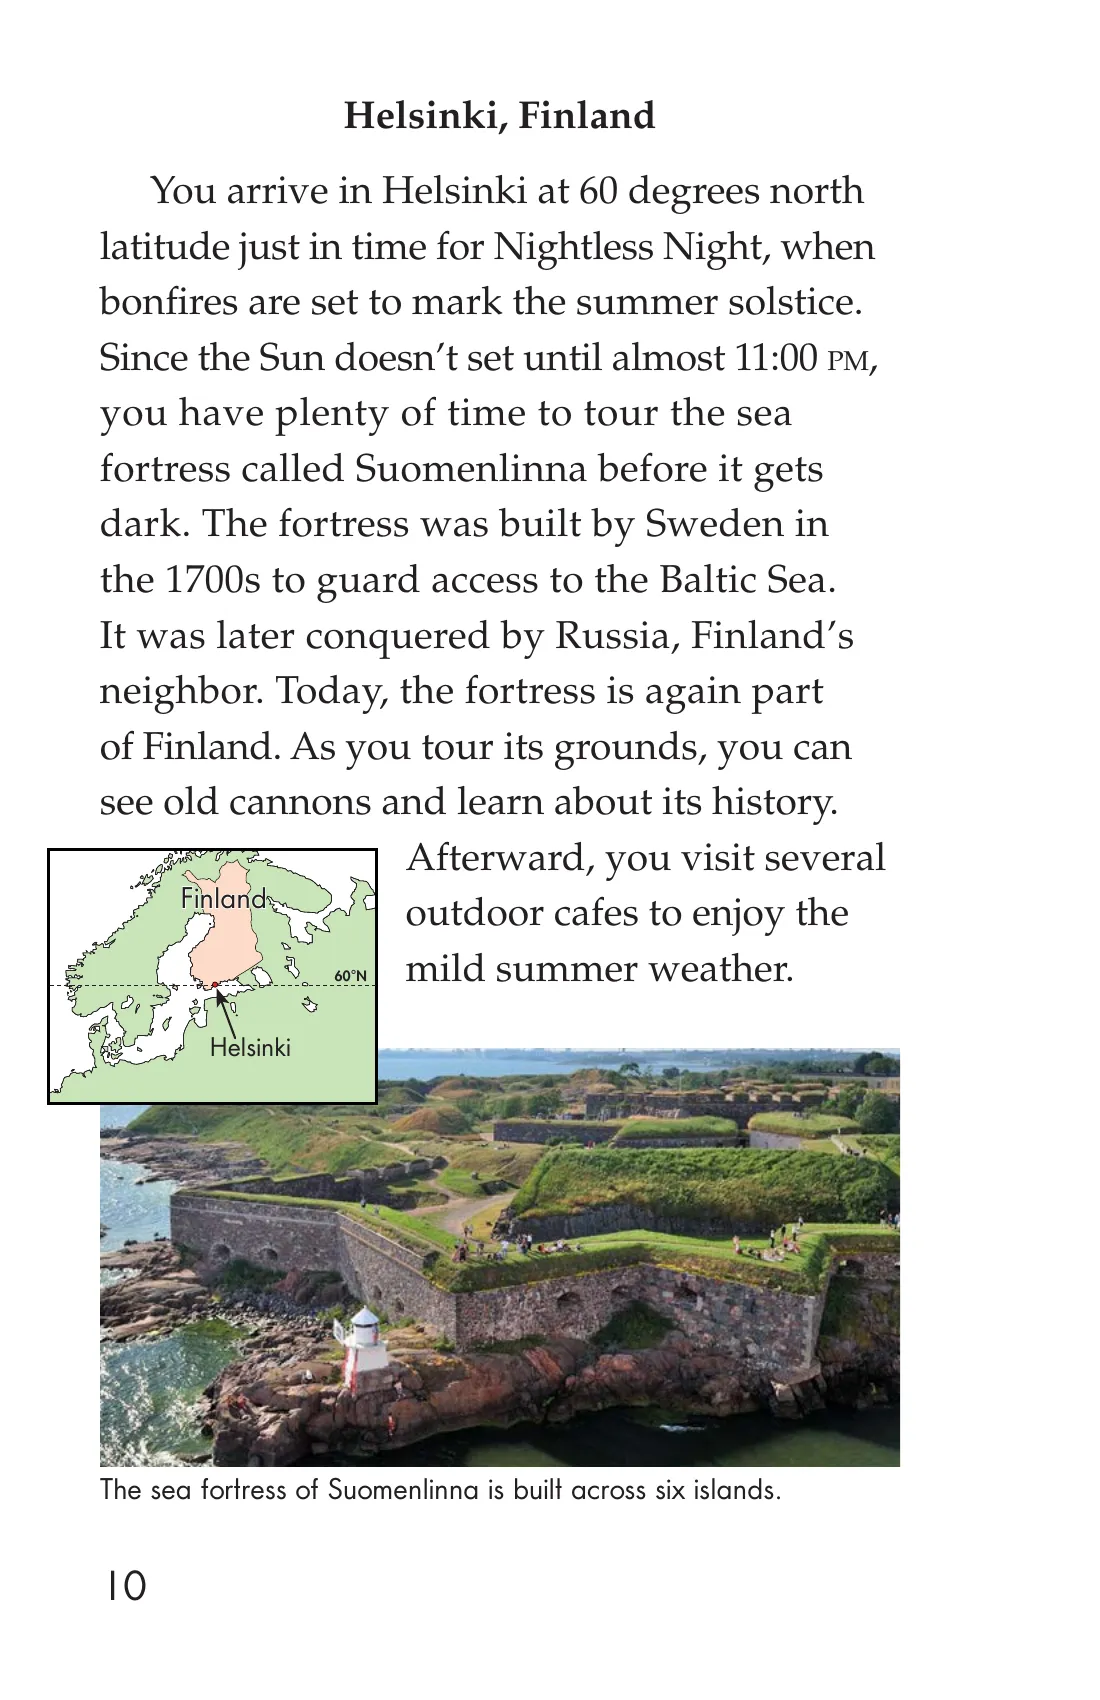 Helsinki, Finland
You arrive in Helsinki at 60 degrees north
latitude just in time for Nightless Night, when
bonfires are set to mark the summer solstice.
Since the Sun doesn’t set until almost 11:00 PM,
you have plenty of time to tour the sea
fortress called Suomenlinna before it gets
dark. The fortress was built by Sweden in
the 1700s to guard access to the Baltic Sea.
It was later conquered by Russia, Finland’s
neighbor. Today, the fortress is again part
of Finland. As you tour its grounds, you can
see old cannons and learn about its history.
Afterward, you visit several
outdoor cafes to enjoy the
mild summer weather.
Finland
60°N
Helsinki
The sea fortress of Suomenlinna is built across six islands.
10